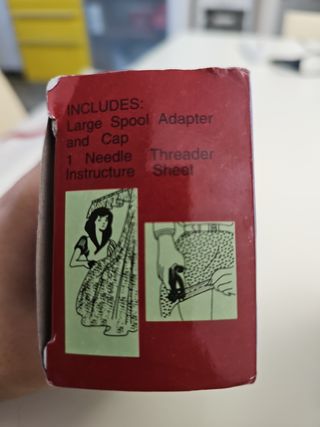 INCLUDES:
Large Spool Adapter
and Cap
1 Needle Threader
Instructure Sheet